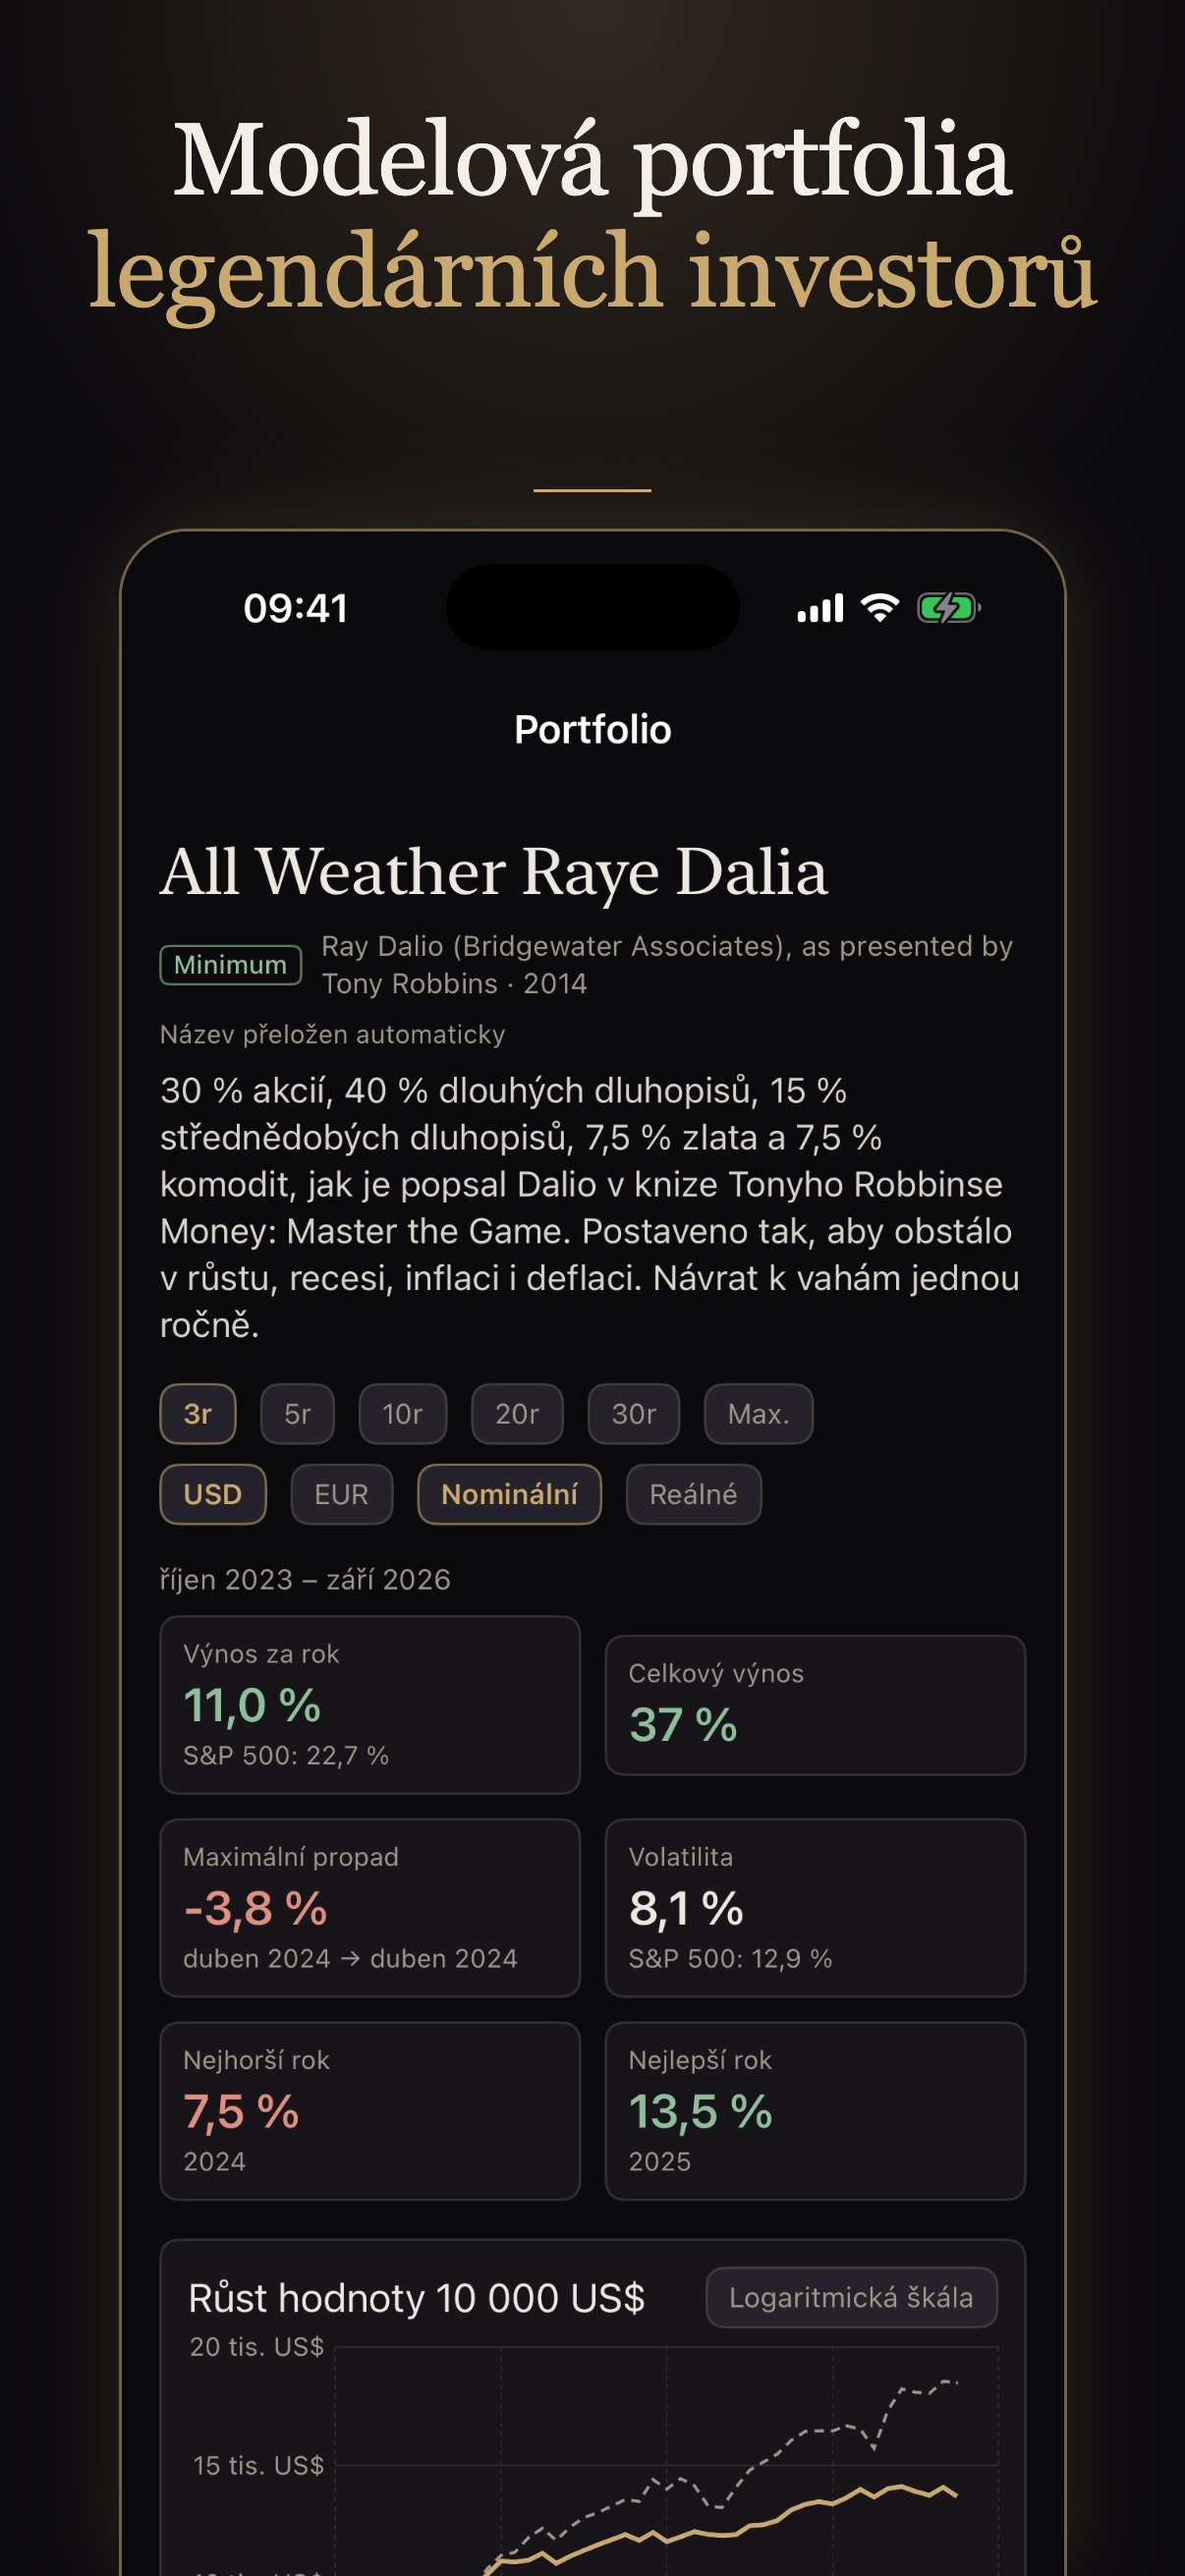 Modelová portfolia
legendárních investorů
09:41
Portfolio
All Weather Raye Dalia
Minimum
Ray Dalio (Bridgewater Associates), as presented by
Tony Robbins · 2014
Název přeložen automaticky
30 % akcií, 40 % dlouhých dluhopisů, 15 %
střednědobých dluhopisů, 7,5 % zlata a 7,5 %
komodit, jak je popsal Dalio v knize Tonyho Robbinse
Money: Master the Game. Postaveno tak, aby obstálo
v růstu, recesi, inflaci i deflaci. Návrat k vahám jednou
ročně.
3r 5r 10r 20r 30r Max.
USD EUR Nominální Reálné
říjen 2023 – září 2026
Výnos za rok
11,0 %
S&P 500: 22,7 %
Celkový výnos
37 %
Maximální propad
-3,8 %
duben 2024 → duben 2024
Volatilita
8,1 %
S&P 500: 12,9 %
Nejhorší rok
7,5 %
2024
Nejlepší rok
13,5 %
2025
Růst hodnoty 10 000 US$
Logaritmická škála
20 tis. US$
15 tis. US$